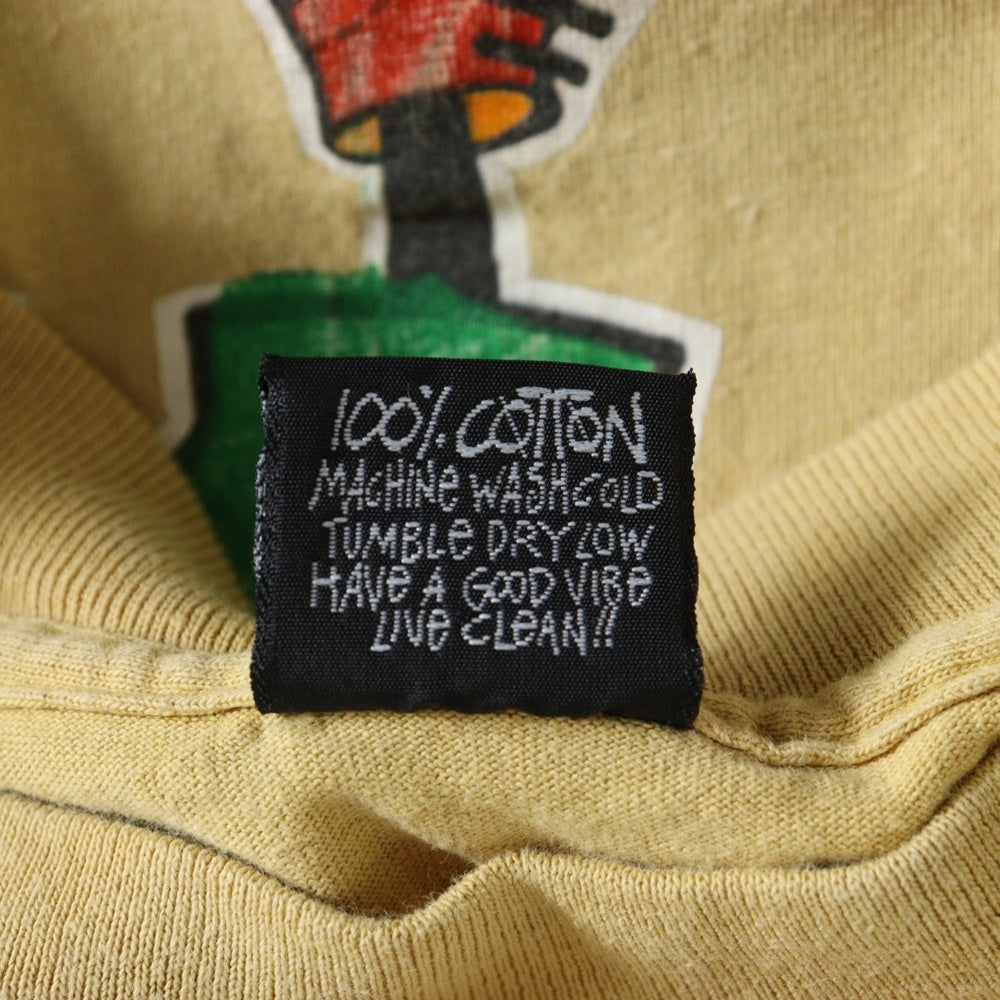 100% COTTON
MACHINe WASH COLD
TUMBLe DRY LOW
HAVe A GOOD VIBe
LIVe CLeAN!!